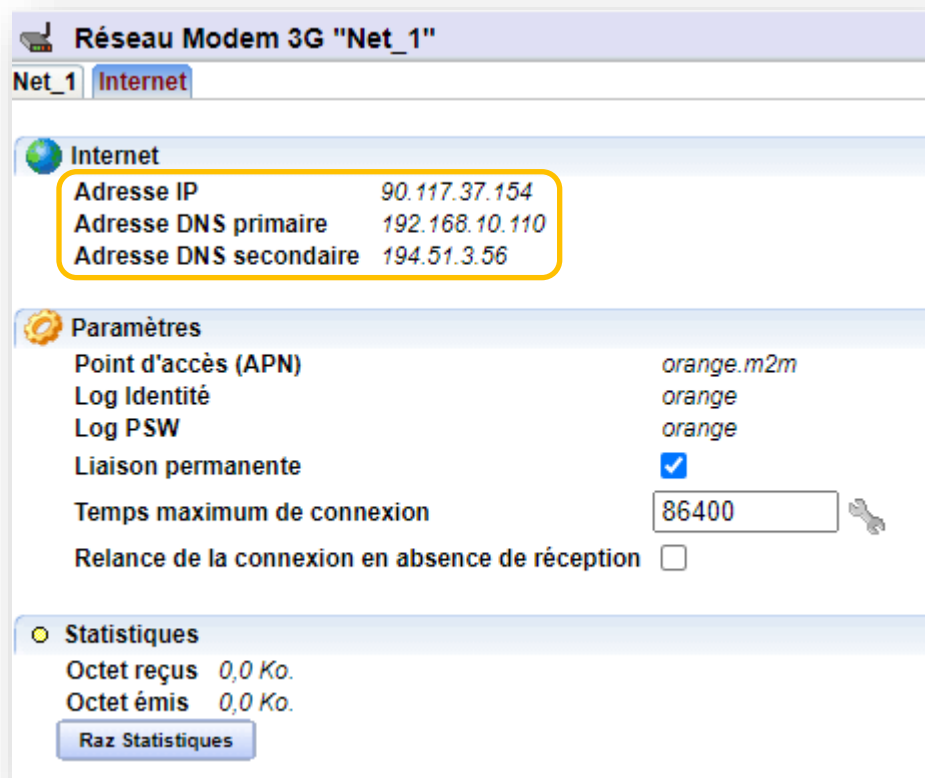 Réseau Modem 3G "Net_1"
Net_1 Internet
Internet
Adresse IP 90.117.37.154
Adresse DNS primaire 192.168.10.110
Adresse DNS secondaire 194.51.3.56
Paramètres
Point d'accès (APN) orange.m2m
Log Identité orange
Log PSW orange
Liaison permanente
Temps maximum de connexion 86400
Relance de la connexion en absence de réception
Statistiques
Octet reçus 0,0 Ko.
Octet émis 0,0 Ko.
Raz Statistiques